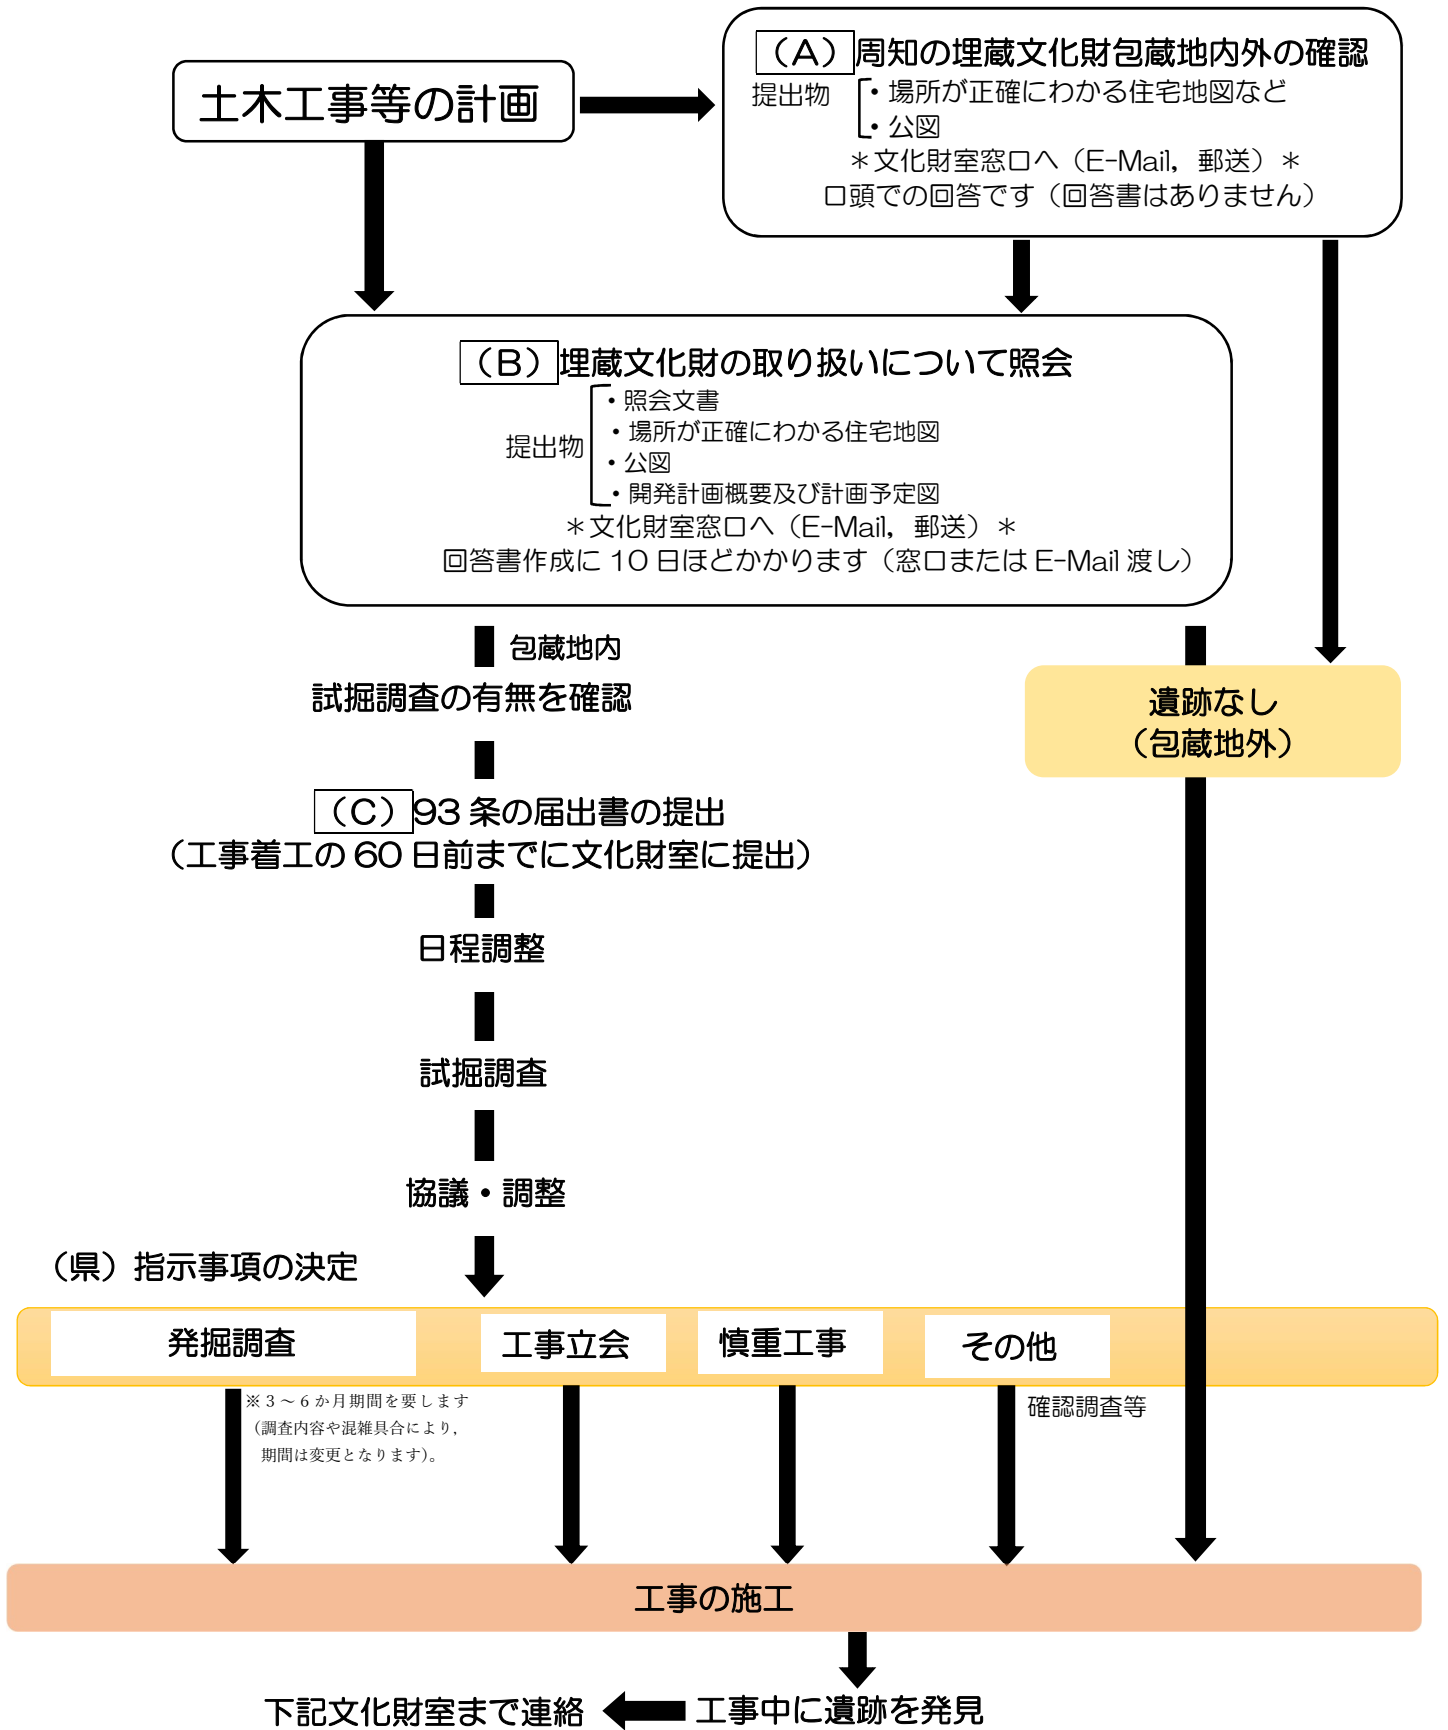 土木工事等の計画
（A）周知の埋蔵文化財包蔵地内外の確認
提出物
・場所が正確にわかる住宅地図など
・公図
＊文化財室窓口へ（E-Mail，郵送）＊
口頭での回答です（回答書はありません）
（B）埋蔵文化財の取り扱いについて照会
提出物
・照会文書
・場所が正確にわかる住宅地図
・公図
・開発計画概要及び計画予定図
＊文化財室窓口へ（E-Mail，郵送）＊
回答書作成に 10 日ほどかかります（窓口または E-Mail 渡し）
包蔵地内
試掘調査の有無を確認
遺跡なし
（包蔵地外）
（C）93 条の届出書の提出
（工事着工の 60 日前までに文化財室に提出）
日程調整
試掘調査
協議・調整
（県）指示事項の決定
発掘調査
工事立会
慎重工事
その他
※３～６か月期間を要します
（調査内容や混雑具合により，
期間は変更となります）。
確認調査等
工事の施工
工事中に遺跡を発見
下記文化財室まで連絡